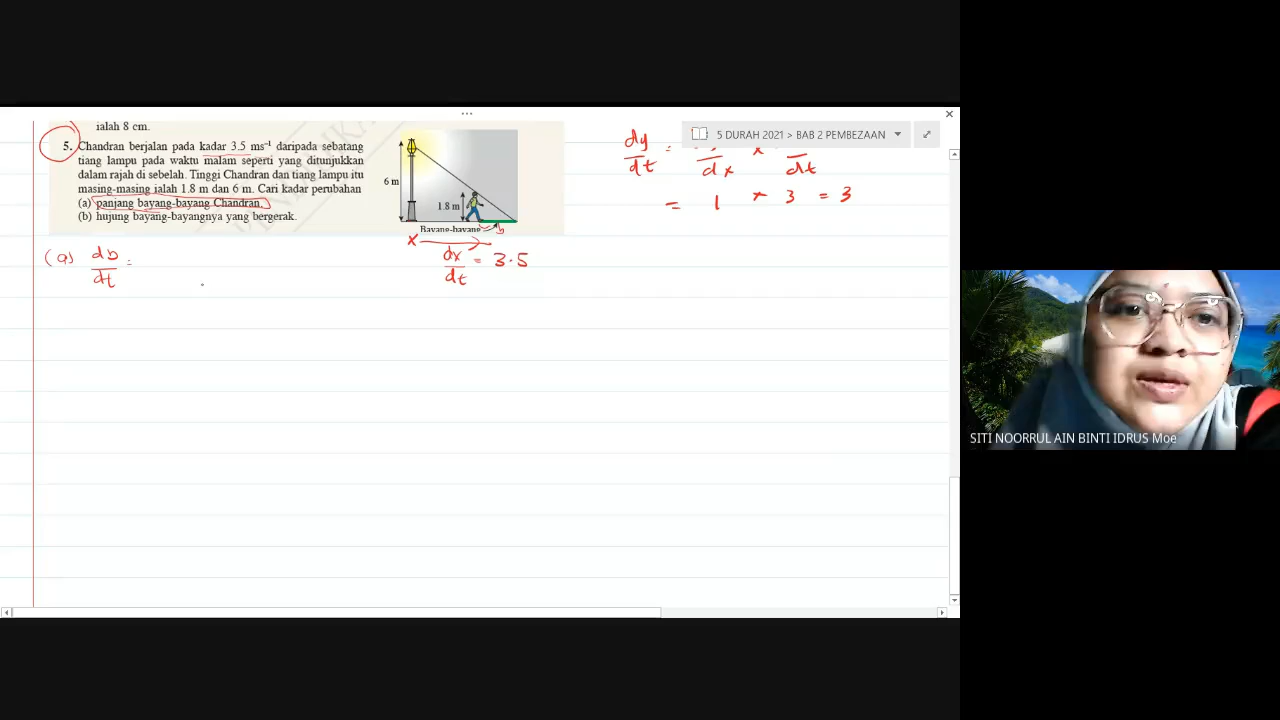 ialah 8 cm.
5. Chandran berjalan pada kadar 3.5 ms⁻¹ daripada sebatang
tiang lampu pada waktu malam seperti yang ditunjukkan
dalam rajah di sebelah. Tinggi Chandran dan tiang lampu itu
masing-masing ialah 1.8 m dan 6 m. Cari kadar perubahan
(a) panjang bayang-bayang Chandran,
(b) hujung bayang-bayangnya yang bergerak.
6 m
1.8 m
Bayang-bayang
b
x
dx/dt = 3.5
(a) db/dt =
dy/dt = dx × dt
= 1 × 3 = 3
5 DURAH 2021 > BAB 2 PEMBEZAAN
SITI NOORRUL AIN BINTI IDRUS Moe